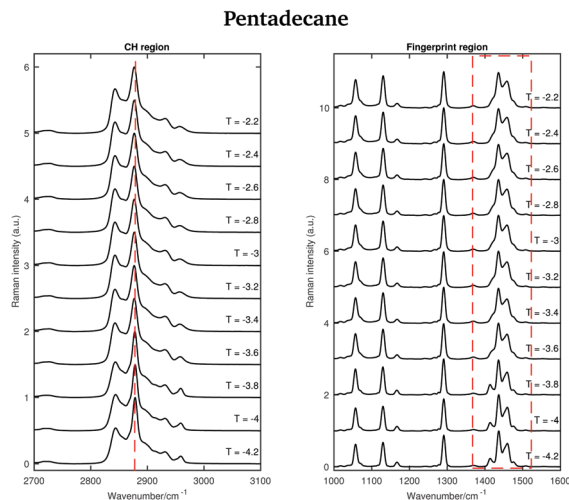 Pentadecane
CH region
6
5
4
3
2
1
0
Raman intensity (a.u.)
T = -2.2
T = -2.4
T = -2.6
T = -2.8
T = -3
T = -3.2
T = -3.4
T = -3.6
T = -3.8
T = -4
T = -4.2
2700
2800
2900
3000
3100
Wavenumber/cm⁻¹
Fingerprint region
10
8
6
4
2
0
Raman intensity (a.u.)
T = -2.2
T = -2.4
T = -2.6
T = -2.8
T = -3
T = -3.2
T = -3.4
T = -3.6
T = -3.8
T = -4
T = -4.2
1000
1100
1200
1300
1400
1500
1600
Wavenumber/cm⁻¹